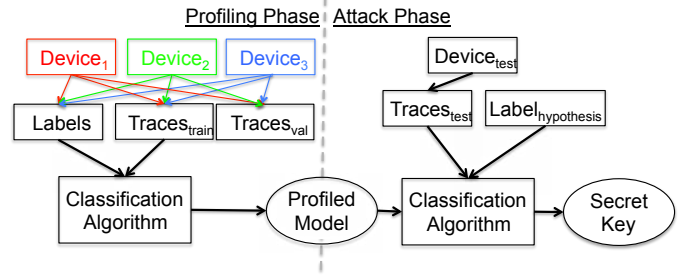 Profiling Phase Attack Phase
Device1 Device2 Device3 Devicetest
Labels Tracestrain Tracesval Tracestest Labelhypothesis
Classification Algorithm
Profiled Model
Classification Algorithm
Secret Key